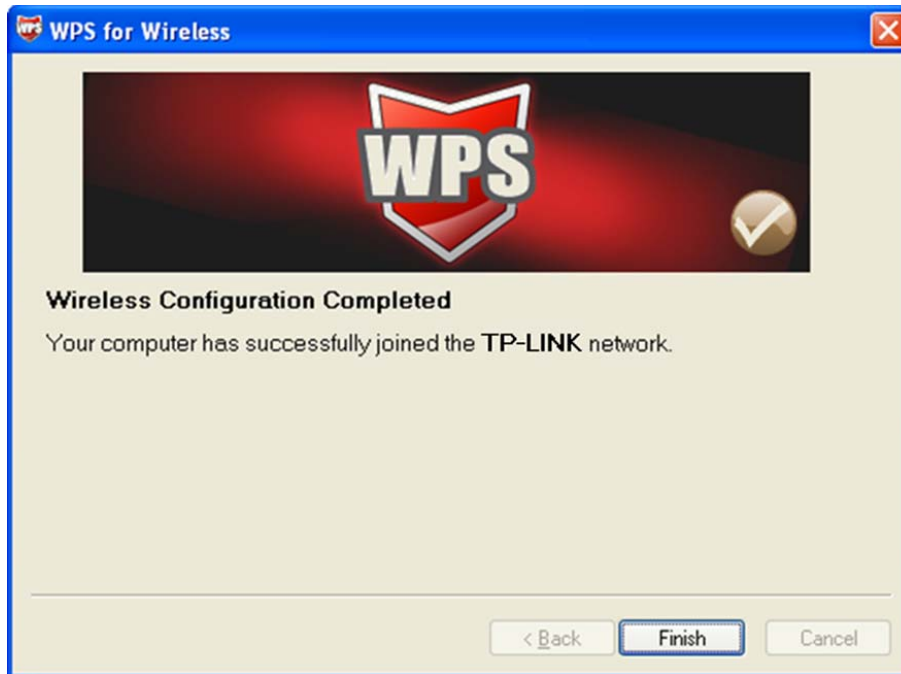 WPS for Wireless
WPS
Wireless Configuration Completed
Your computer has successfully joined the TP-LINK network.
< Back
Finish
Cancel